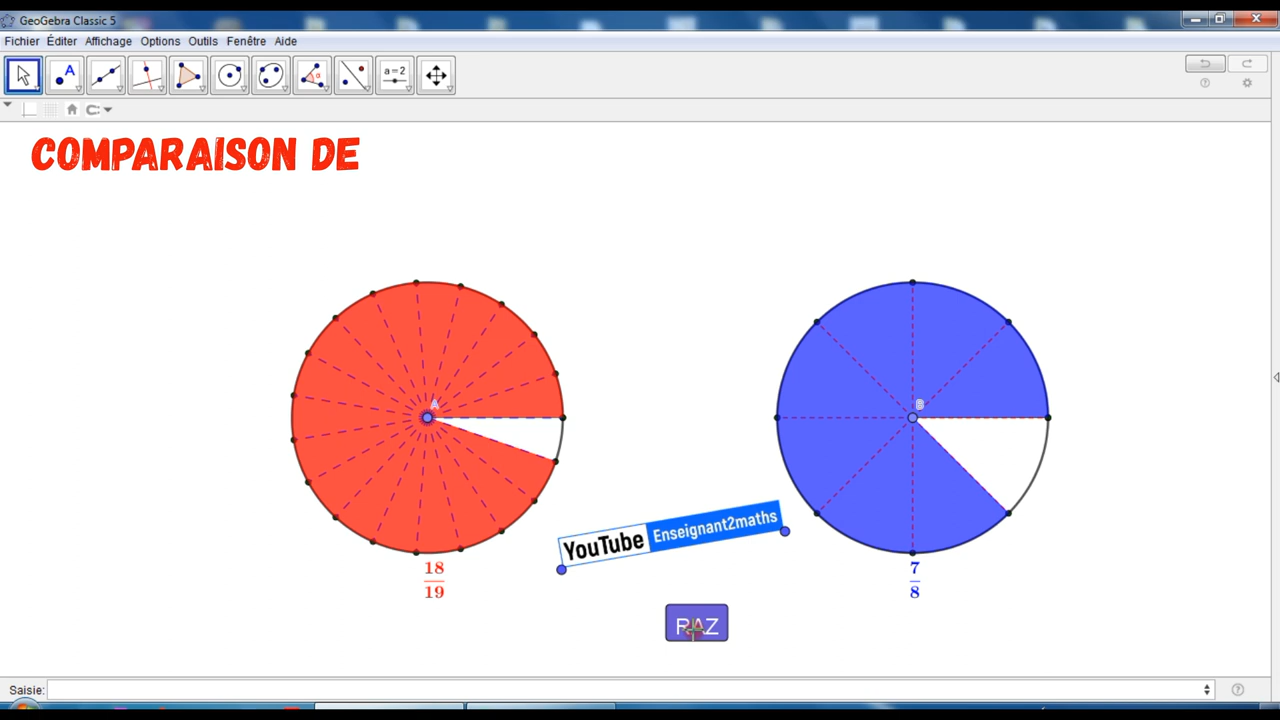 GeoGebra Classic 5
Fichier Éditer Affichage Options Outils Fenêtre Aide
A
α
a = 2
COMPARAISON DE
A
B
YouTube Enseignant2maths
18
19
7
8
RAZ
Saisie: